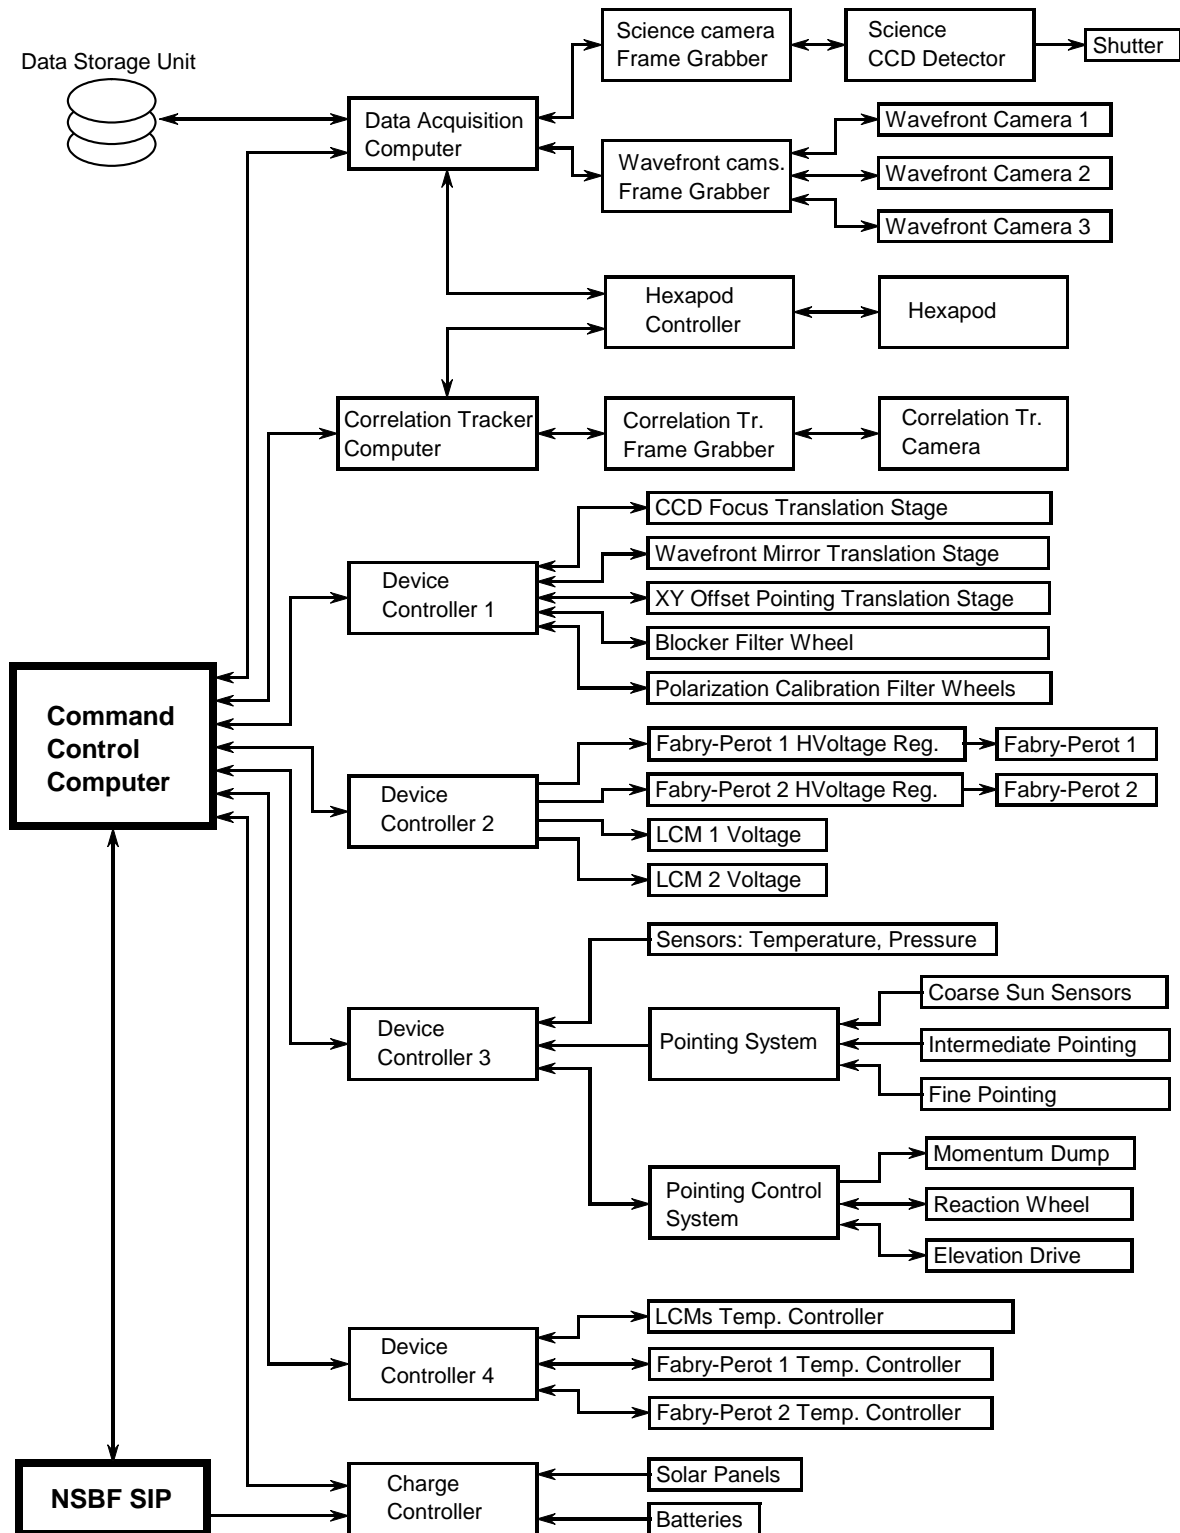 Data Storage Unit
Science camera
Frame Grabber
Science
CCD Detector
Shutter
Data Acquisition
Computer
Wavefront cams.
Frame Grabber
Wavefront Camera 1
Wavefront Camera 2
Wavefront Camera 3
Hexapod
Controller
Hexapod
Correlation Tracker
Computer
Correlation Tr.
Frame Grabber
Correlation Tr.
Camera
Device
Controller 1
CCD Focus Translation Stage
Wavefront Mirror Translation Stage
XY Offset Pointing Translation Stage
Blocker Filter Wheel
Polarization Calibration Filter Wheels
Command
Control
Computer
Device
Controller 2
Fabry-Perot 1 HVoltage Reg.
Fabry-Perot 1
Fabry-Perot 2 HVoltage Reg.
Fabry-Perot 2
LCM 1 Voltage
LCM 2 Voltage
Sensors: Temperature, Pressure
Device
Controller 3
Pointing System
Coarse Sun Sensors
Intermediate Pointing
Fine Pointing
Pointing Control
System
Momentum Dump
Reaction Wheel
Elevation Drive
Device
Controller 4
LCMs Temp. Controller
Fabry-Perot 1 Temp. Controller
Fabry-Perot 2 Temp. Controller
NSBF SIP
Charge
Controller
Solar Panels
Batteries